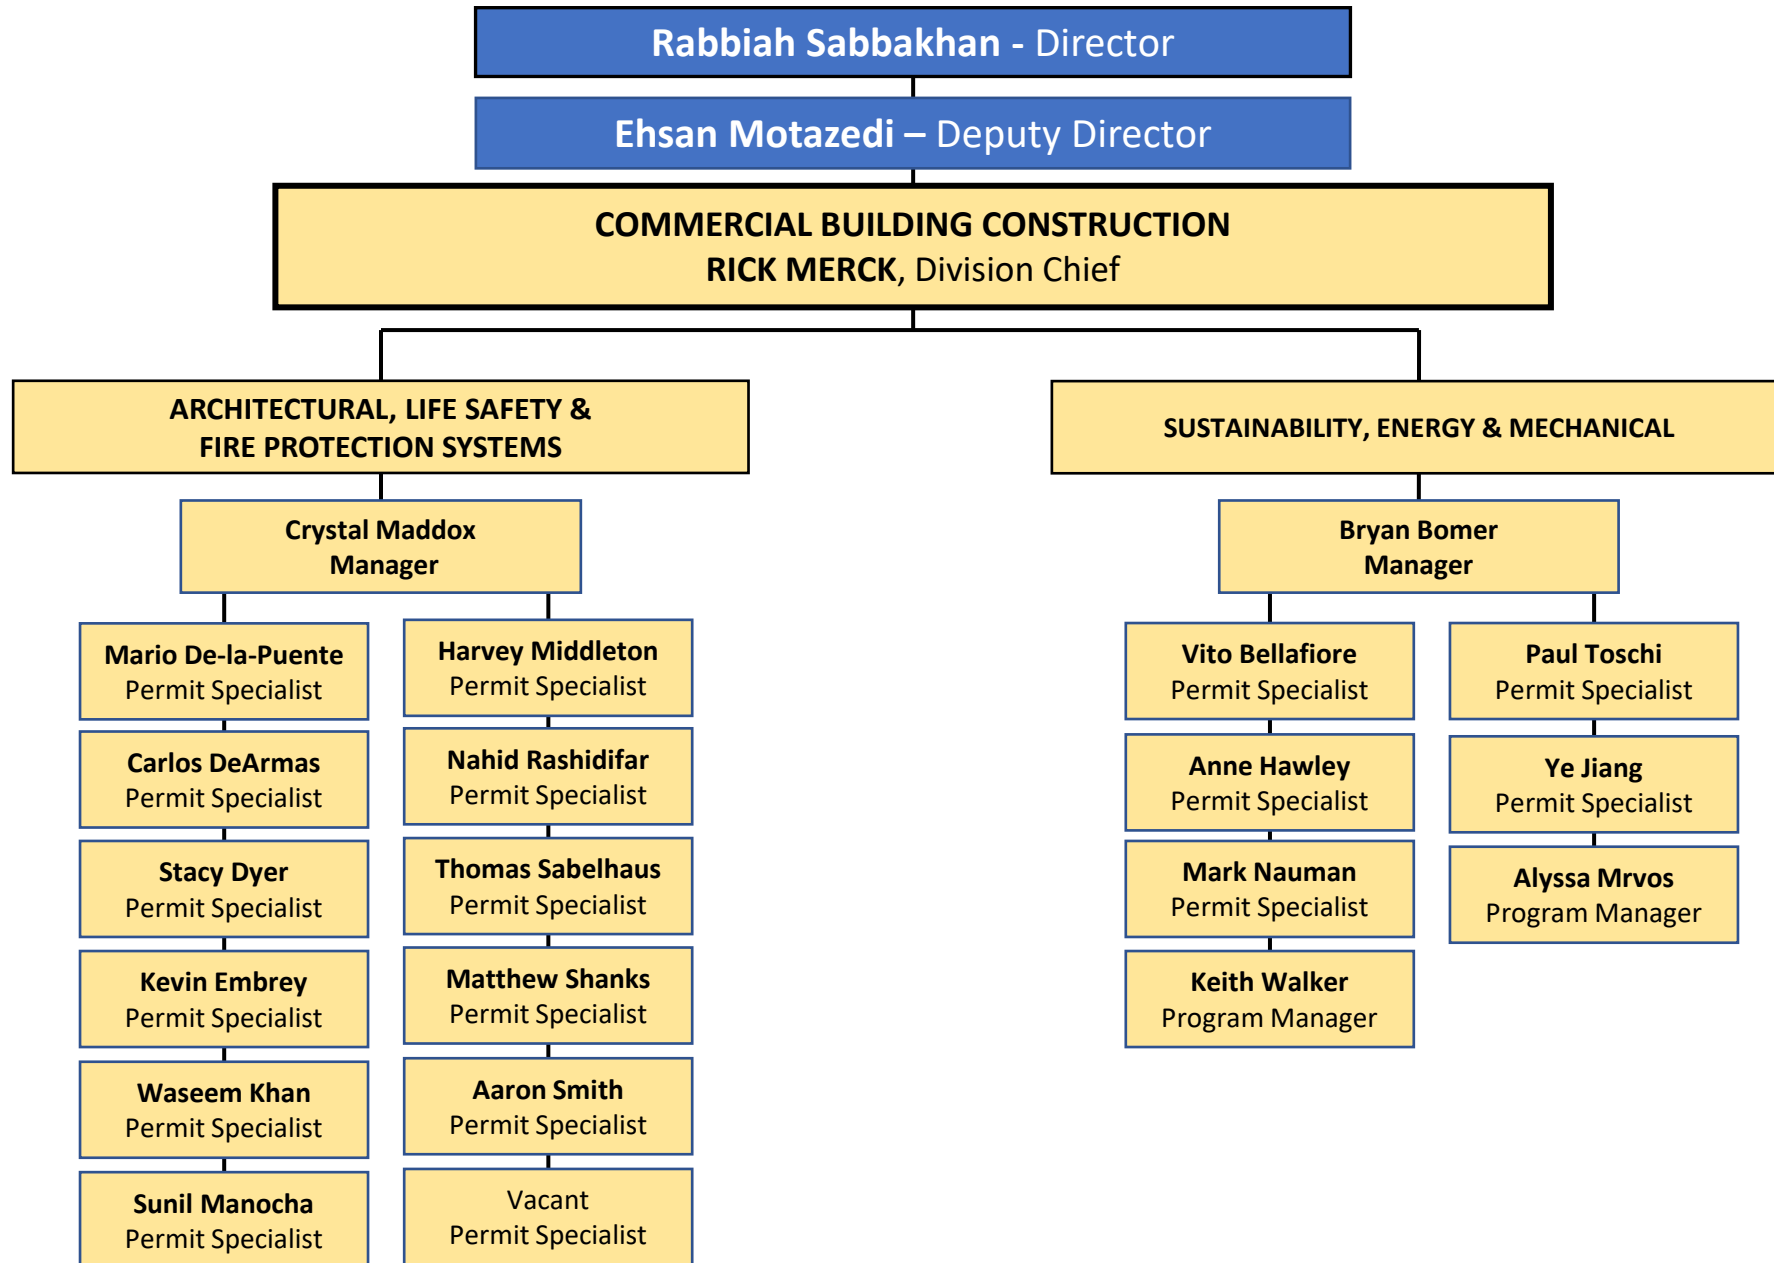 Rabbiah Sabbakhan - Director
Ehsan Motazedi – Deputy Director
COMMERCIAL BUILDING CONSTRUCTION
RICK MERCK, Division Chief
ARCHITECTURAL, LIFE SAFETY &
FIRE PROTECTION SYSTEMS
Crystal Maddox
Manager
Mario De-la-Puente
Permit Specialist
Carlos DeArmas
Permit Specialist
Stacy Dyer
Permit Specialist
Kevin Embrey
Permit Specialist
Waseem Khan
Permit Specialist
Sunil Manocha
Permit Specialist
Harvey Middleton
Permit Specialist
Nahid Rashidifar
Permit Specialist
Thomas Sabelhaus
Permit Specialist
Matthew Shanks
Permit Specialist
Aaron Smith
Permit Specialist
Vacant
Permit Specialist
SUSTAINABILITY, ENERGY & MECHANICAL
Bryan Bomer
Manager
Vito Bellafiore
Permit Specialist
Anne Hawley
Permit Specialist
Mark Nauman
Permit Specialist
Keith Walker
Program Manager
Paul Toschi
Permit Specialist
Ye Jiang
Permit Specialist
Alyssa Mrvos
Program Manager